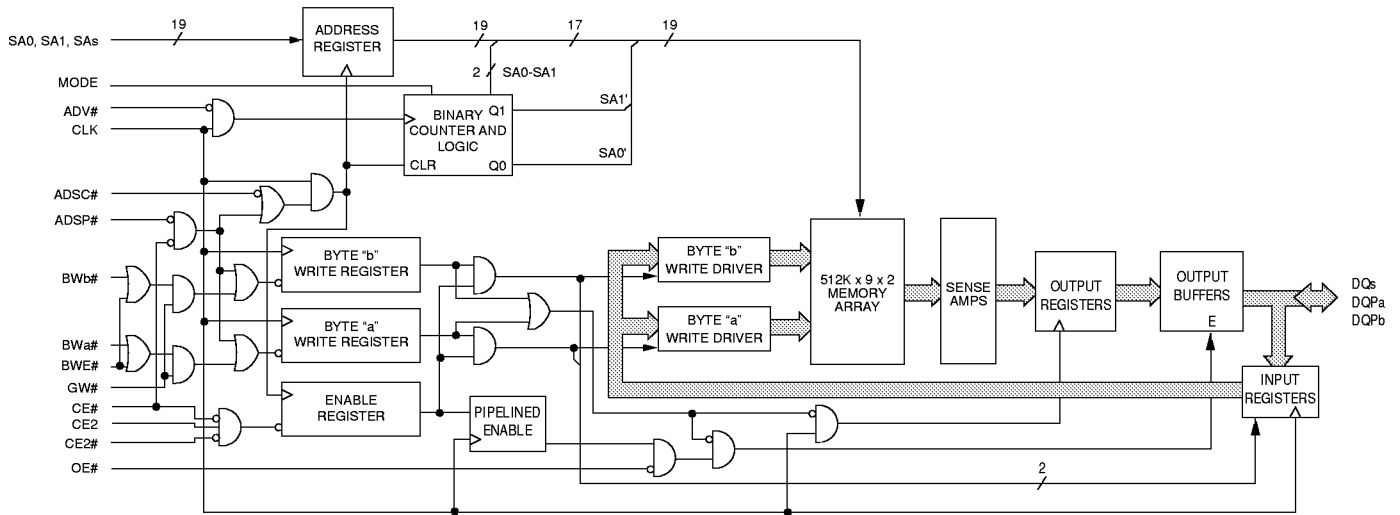 19
ADDRESS
REGISTER
19
17
19
SA0, SA1, SAs
2 SA0-SA1
MODE
ADV#
CLK
BINARY Q1
COUNTER AND
LOGIC
CLR Q0
SA1'
SA0'
ADSC#
ADSP#
BWb#
BWa#
BWE#
GW#
CE#
CE2
CE2#
OE#
BYTE "b"
WRITE REGISTER
BYTE "a"
WRITE REGISTER
ENABLE
REGISTER
PIPELINED
ENABLE
BYTE "b"
WRITE DRIVER
BYTE "a"
WRITE DRIVER
512K x 9 x 2
MEMORY
ARRAY
SENSE
AMPS
OUTPUT
REGISTERS
OUTPUT
BUFFERS
E
DQs
DQPa
DQPb
INPUT
REGISTERS
2